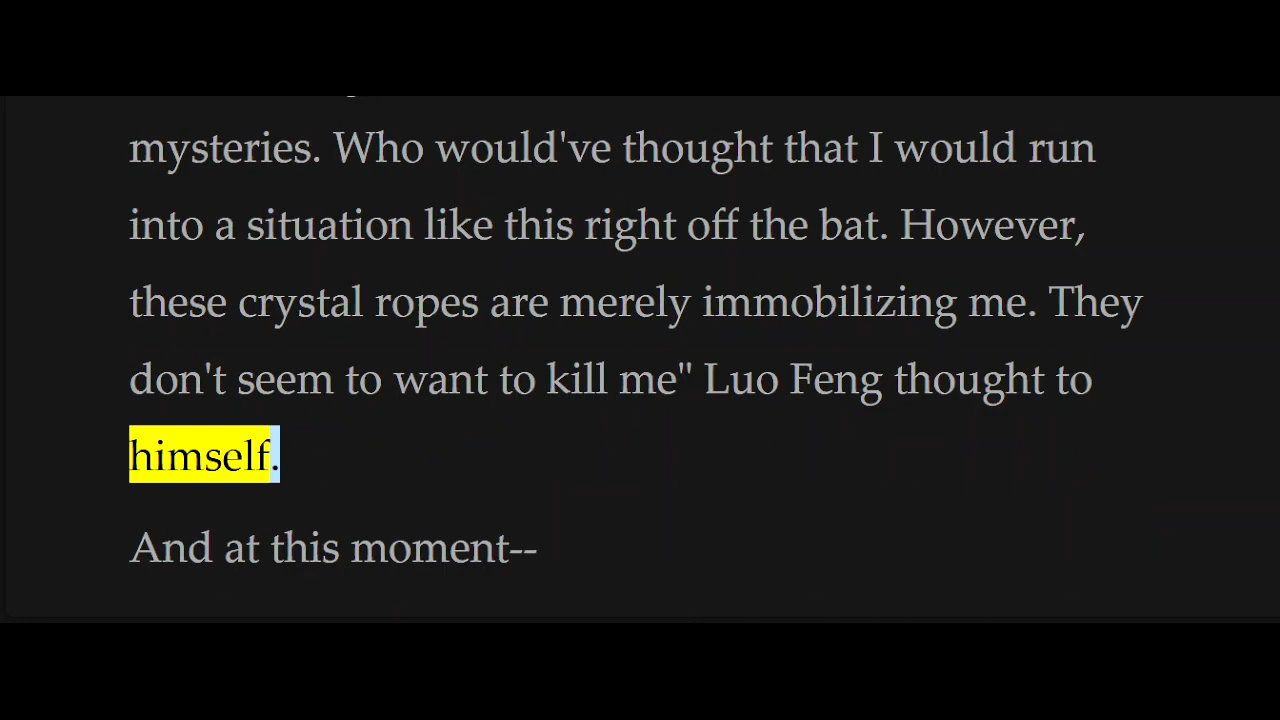 mysteries. Who would've thought that I would run
into a situation like this right off the bat. However,
these crystal ropes are merely immobilizing me. They
don't seem to want to kill me" Luo Feng thought to
himself.
And at this moment--